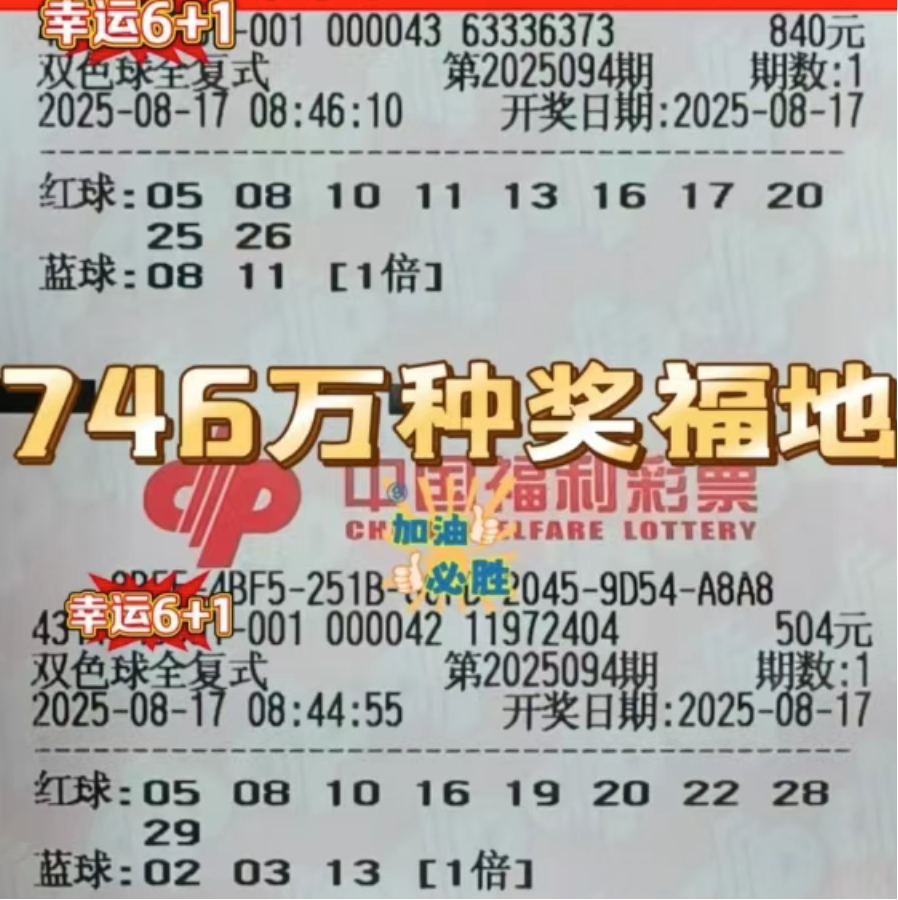 幸运6+1
-001 000043 63336373 840元
双色球全复式 第2025094期 期数:1
2025-08-17 08:46:10 开奖日期:2025-08-17
红球:05 08 10 11 13 16 17 20
25 26
蓝球:08 11 [1倍]
746万种奖福地
中国福利彩票
LFARE LOTTERY
加油
必胜
4BF5-251B- 2045-9D54-A8A8
幸运6+1
-001 000042 11972404 504元
双色球全复式 第2025094期 期数:1
2025-08-17 08:44:55 开奖日期:2025-08-17
红球:05 08 10 16 19 20 22 28
29
蓝球:02 03 13 [1倍]